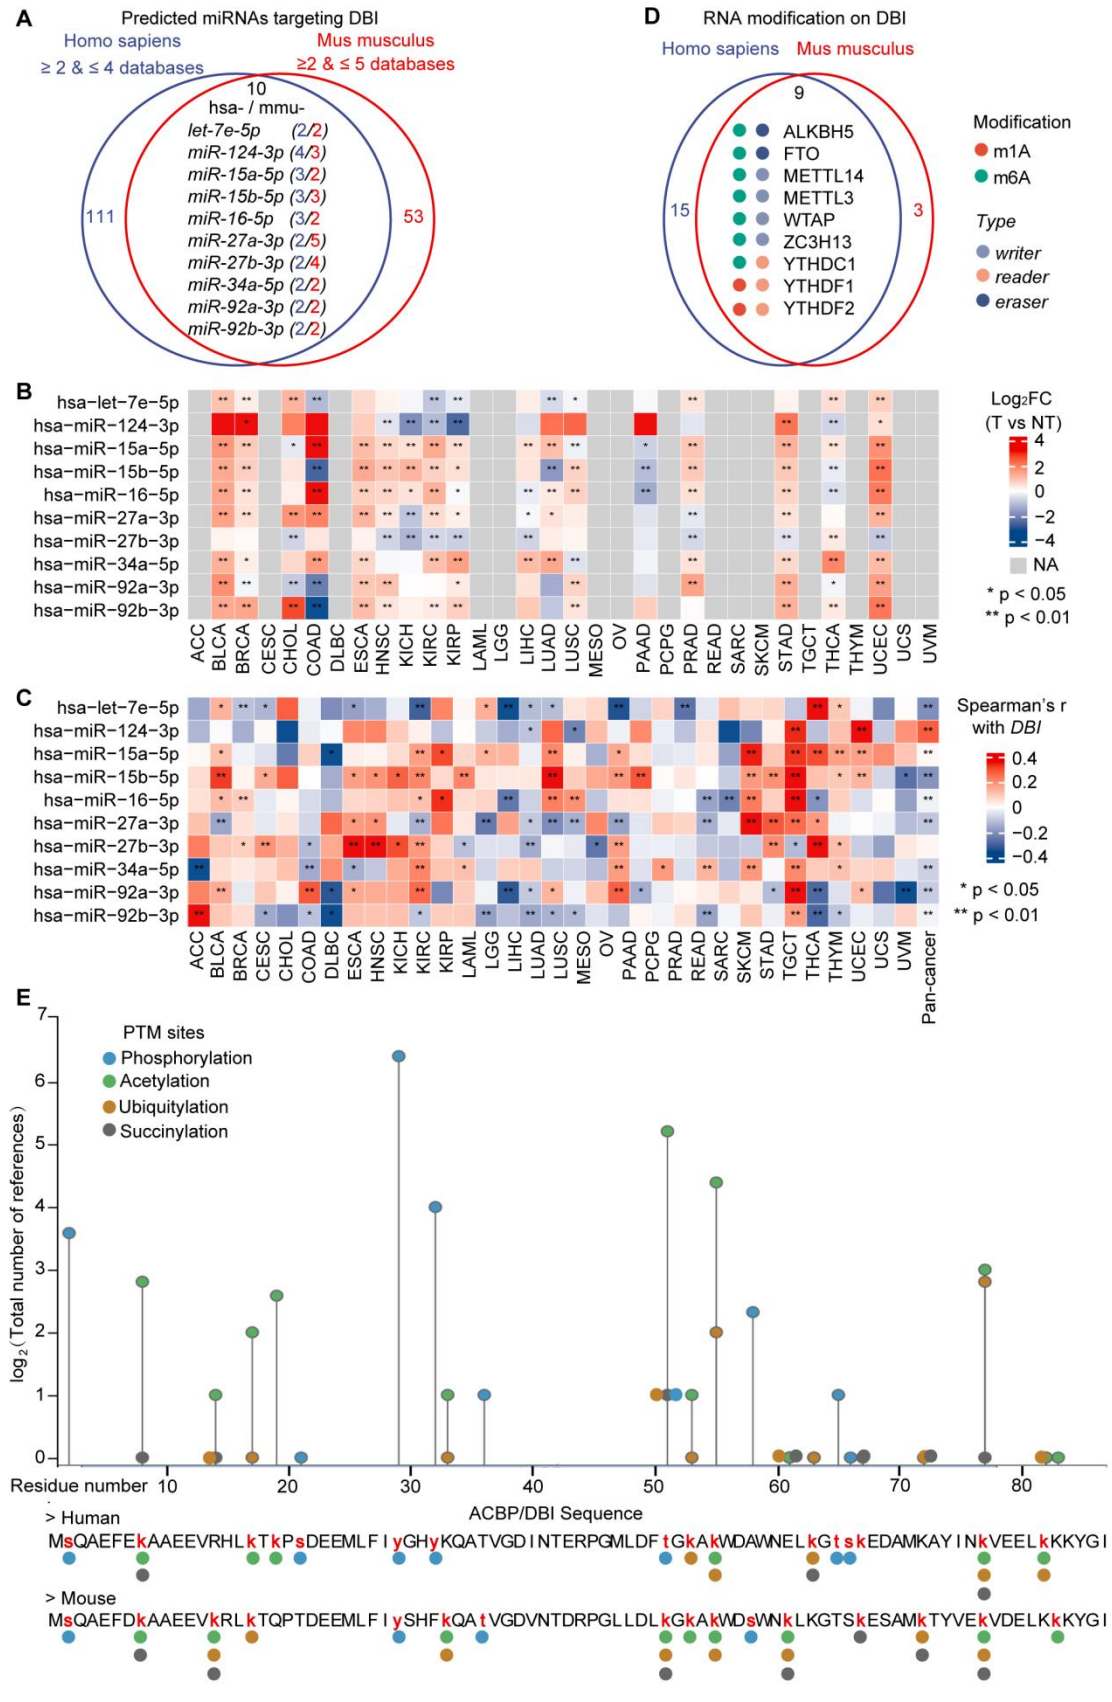 A
Predicted miRNAs targeting DBI
Homo sapiens
Mus musculus
≥ 2 & ≤ 4 databases
≥2 & ≤ 5 databases
10
hsa- / mmu-
let-7e-5p (2/2)
miR-124-3p (4/3)
miR-15a-5p (3/2)
miR-15b-5p (3/3)
miR-16-5p (3/2)
miR-27a-3p (2/5)
miR-27b-3p (2/4)
miR-34a-5p (2/2)
miR-92a-3p (2/2)
miR-92b-3p (2/2)
111
53
D
RNA modification on DBI
Homo sapiens
Mus musculus
9
ALKBH5
FTO
METTL14
METTL3
WTAP
ZC3H13
YTHDC1
YTHDF1
YTHDF2
15
3
Modification
m1A
m6A
Type
writer
reader
eraser
B
hsa-let-7e-5p
hsa-miR-124-3p
hsa-miR-15a-5p
hsa-miR-15b-5p
hsa-miR-16-5p
hsa-miR-27a-3p
hsa-miR-27b-3p
hsa-miR-34a-5p
hsa-miR-92a-3p
hsa-miR-92b-3p
ACC BLCA BRCA CESC CHOL COAD DLBC ESCA HNSC KICH KIRC KIRP LAML LGG LIHC LUAD LUSC MESO OV PAAD PCPG PRAD READ SARC SKCM STAD TGCT THCA THYM UCEC UCS UVM
Log₂FC
(T vs NT)
4
2
0
−2
−4
NA
* p < 0.05
** p < 0.01
C
hsa-let-7e-5p
hsa-miR-124-3p
hsa-miR-15a-5p
hsa-miR-15b-5p
hsa-miR-16-5p
hsa-miR-27a-3p
hsa-miR-27b-3p
hsa-miR-34a-5p
hsa-miR-92a-3p
hsa-miR-92b-3p
ACC BLCA BRCA CESC CHOL COAD DLBC ESCA HNSC KICH KIRC KIRP LAML LGG LIHC LUAD LUSC MESO OV PAAD PCPG PRAD READ SARC SKCM STAD TGCT THCA THYM UCEC UCS UVM Pan-cancer
Spearman's r
with DBI
0.4
0.2
0
−0.2
−0.4
* p < 0.05
** p < 0.01
E
PTM sites
Phosphorylation
Acetylation
Ubiquitylation
Succinylation
log₂(Total number of references)
7
6
5
4
3
2
1
0
Residue number 10 20 30 40 50 60 70 80
ACBP/DBI Sequence
> Human
MsQAEFEkAAEEVRHLkTkPsDEEMLFIyGHyKQATVGDINTERPGMLDFtGkAkWDAWNELkGtskEDAMKAYINkVEELkKKYGI
> Mouse
MsQAEFDkAAEEVkRLkTQPTDEEMLFIySHFkQAtVGDVNTDRPGLLDLkGkAkWDsWNkLKGTSkESAMkTYVEkVDELKkKYGI